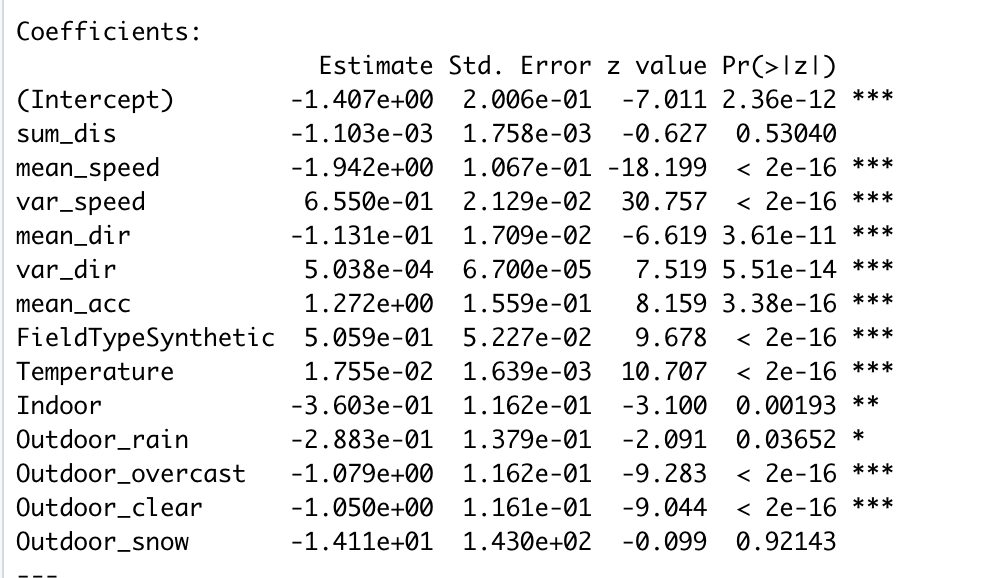 Coefficients:
Estimate Std. Error z value Pr(>|z|)
(Intercept) -1.407e+00 2.006e-01 -7.011 2.36e-12 ***
sum_dis -1.103e-03 1.758e-03 -0.627 0.53040
mean_speed -1.942e+00 1.067e-01 -18.199 < 2e-16 ***
var_speed 6.550e-01 2.129e-02 30.757 < 2e-16 ***
mean_dir -1.131e-01 1.709e-02 -6.619 3.61e-11 ***
var_dir 5.038e-04 6.700e-05 7.519 5.51e-14 ***
mean_acc 1.272e+00 1.559e-01 8.159 3.38e-16 ***
FieldTypeSynthetic 5.059e-01 5.227e-02 9.678 < 2e-16 ***
Temperature 1.755e-02 1.639e-03 10.707 < 2e-16 ***
Indoor -3.603e-01 1.162e-01 -3.100 0.00193 **
Outdoor_rain -2.883e-01 1.379e-01 -2.091 0.03652 *
Outdoor_overcast -1.079e+00 1.162e-01 -9.283 < 2e-16 ***
Outdoor_clear -1.050e+00 1.161e-01 -9.044 < 2e-16 ***
Outdoor_snow -1.411e+01 1.430e+02 -0.099 0.92143
---